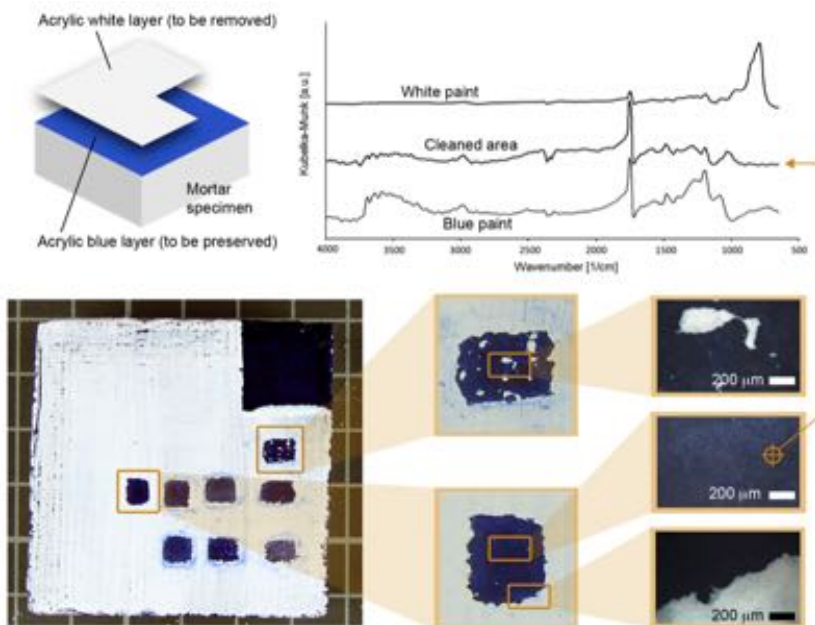 Acrylic white layer (to be removed)
Mortar
specimen
Acrylic blue layer (to be preserved)
Kubelka-Munk [a.u.]
White paint
Cleaned area
Blue paint
4000 3500 3000 2500 2000 1500 1000 500
Wavenumber [1/cm]
200 μm
200 μm
200 μm